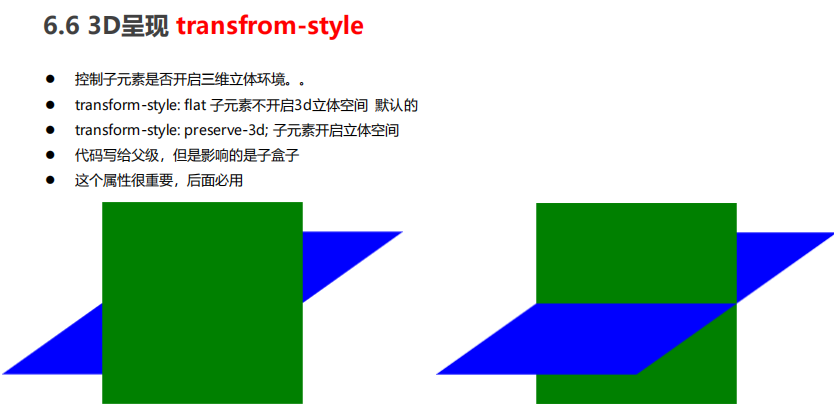 6.6 3D呈现 transfrom-style
● 控制子元素是否开启三维立体环境。。
● transform-style: flat 子元素不开启3d立体空间 默认的
● transform-style: preserve-3d; 子元素开启立体空间
● 代码写给父级，但是影响的是子盒子
● 这个属性很重要，后面必用